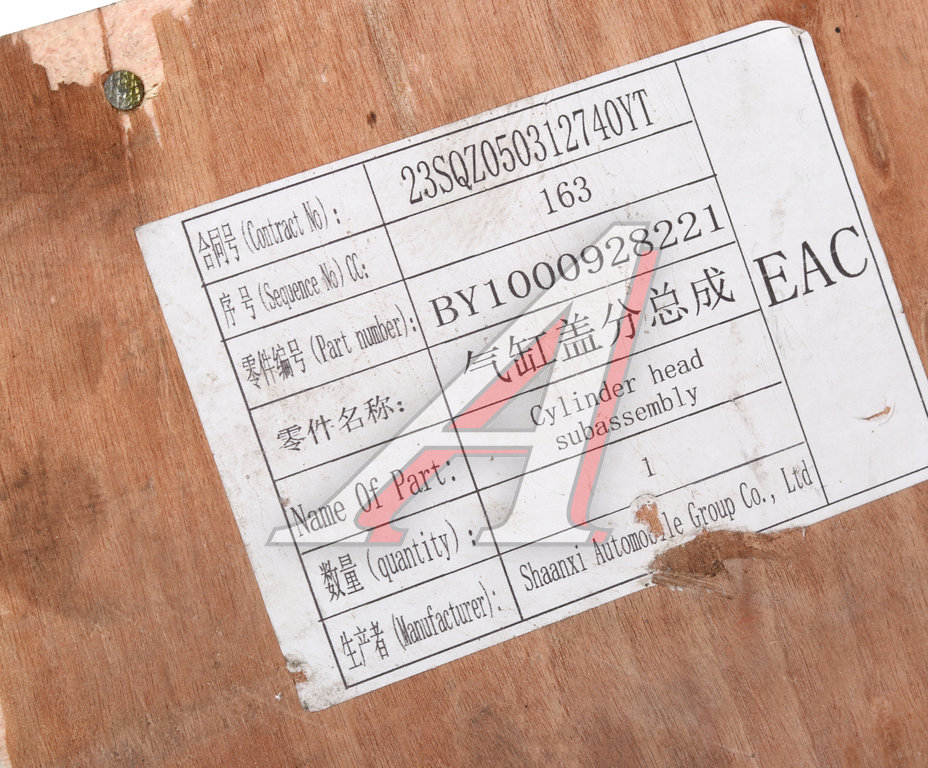 合同号(Contract No): 23SQZ050312740YT
序号(Sequence No)CC: 163
零件编号(Part number): BY1000928221
零件名称: 气缸盖分总成
Name Of Part: Cylinder head
subassembly
数量(quantity): 1
生产者(Manufacturer): Shaanxi Automobile Group Co., Ltd
EAC